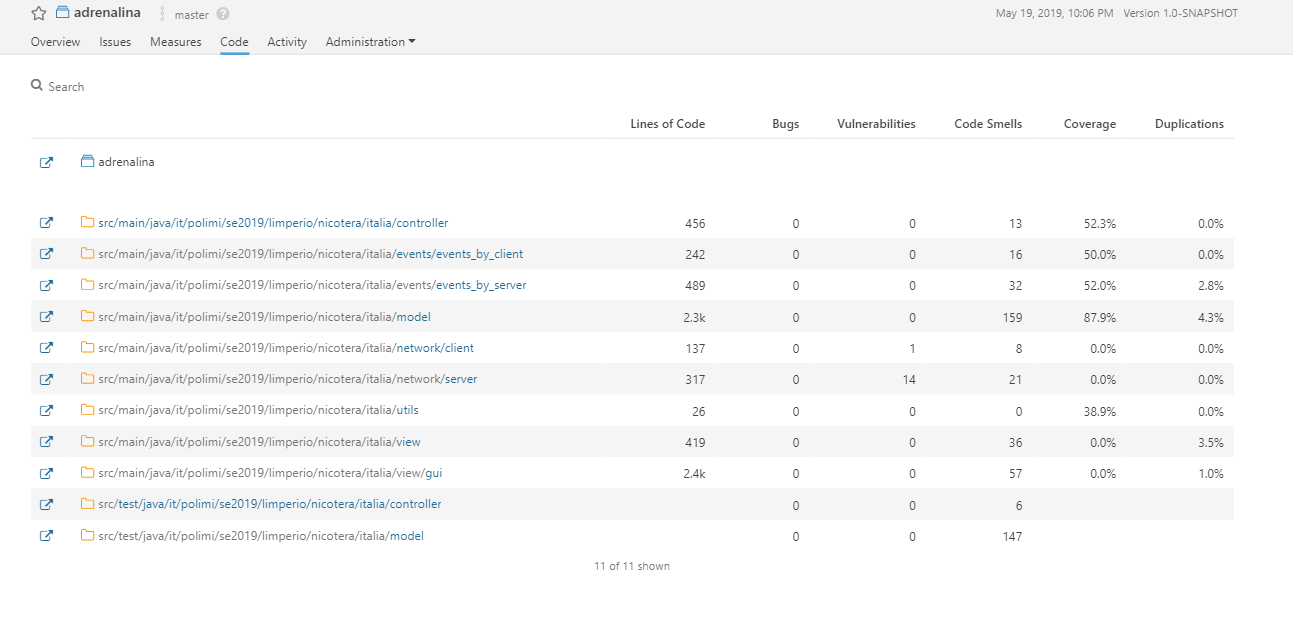 adrenalina master ? May 19, 2019, 10:06 PM Version 1.0-SNAPSHOT
Overview Issues Measures Code Activity Administration
Search
Lines of Code Bugs Vulnerabilities Code Smells Coverage Duplications
adrenalina
src/main/java/it/polimi/se2019/limperio/nicotera/italia/controller 456 0 0 13 52.3% 0.0%
src/main/java/it/polimi/se2019/limperio/nicotera/italia/events/events_by_client 242 0 0 16 50.0% 0.0%
src/main/java/it/polimi/se2019/limperio/nicotera/italia/events/events_by_server 489 0 0 32 52.0% 2.8%
src/main/java/it/polimi/se2019/limperio/nicotera/italia/model 2.3k 0 0 159 87.9% 4.3%
src/main/java/it/polimi/se2019/limperio/nicotera/italia/network/client 137 0 1 8 0.0% 0.0%
src/main/java/it/polimi/se2019/limperio/nicotera/italia/network/server 317 0 14 21 0.0% 0.0%
src/main/java/it/polimi/se2019/limperio/nicotera/italia/utils 26 0 0 0 38.9% 0.0%
src/main/java/it/polimi/se2019/limperio/nicotera/italia/view 419 0 0 36 0.0% 3.5%
src/main/java/it/polimi/se2019/limperio/nicotera/italia/view/gui 2.4k 0 0 57 0.0% 1.0%
src/test/java/it/polimi/se2019/limperio/nicotera/italia/controller 0 0 6
src/test/java/it/polimi/se2019/limperio/nicotera/italia/model 0 0 147
11 of 11 shown